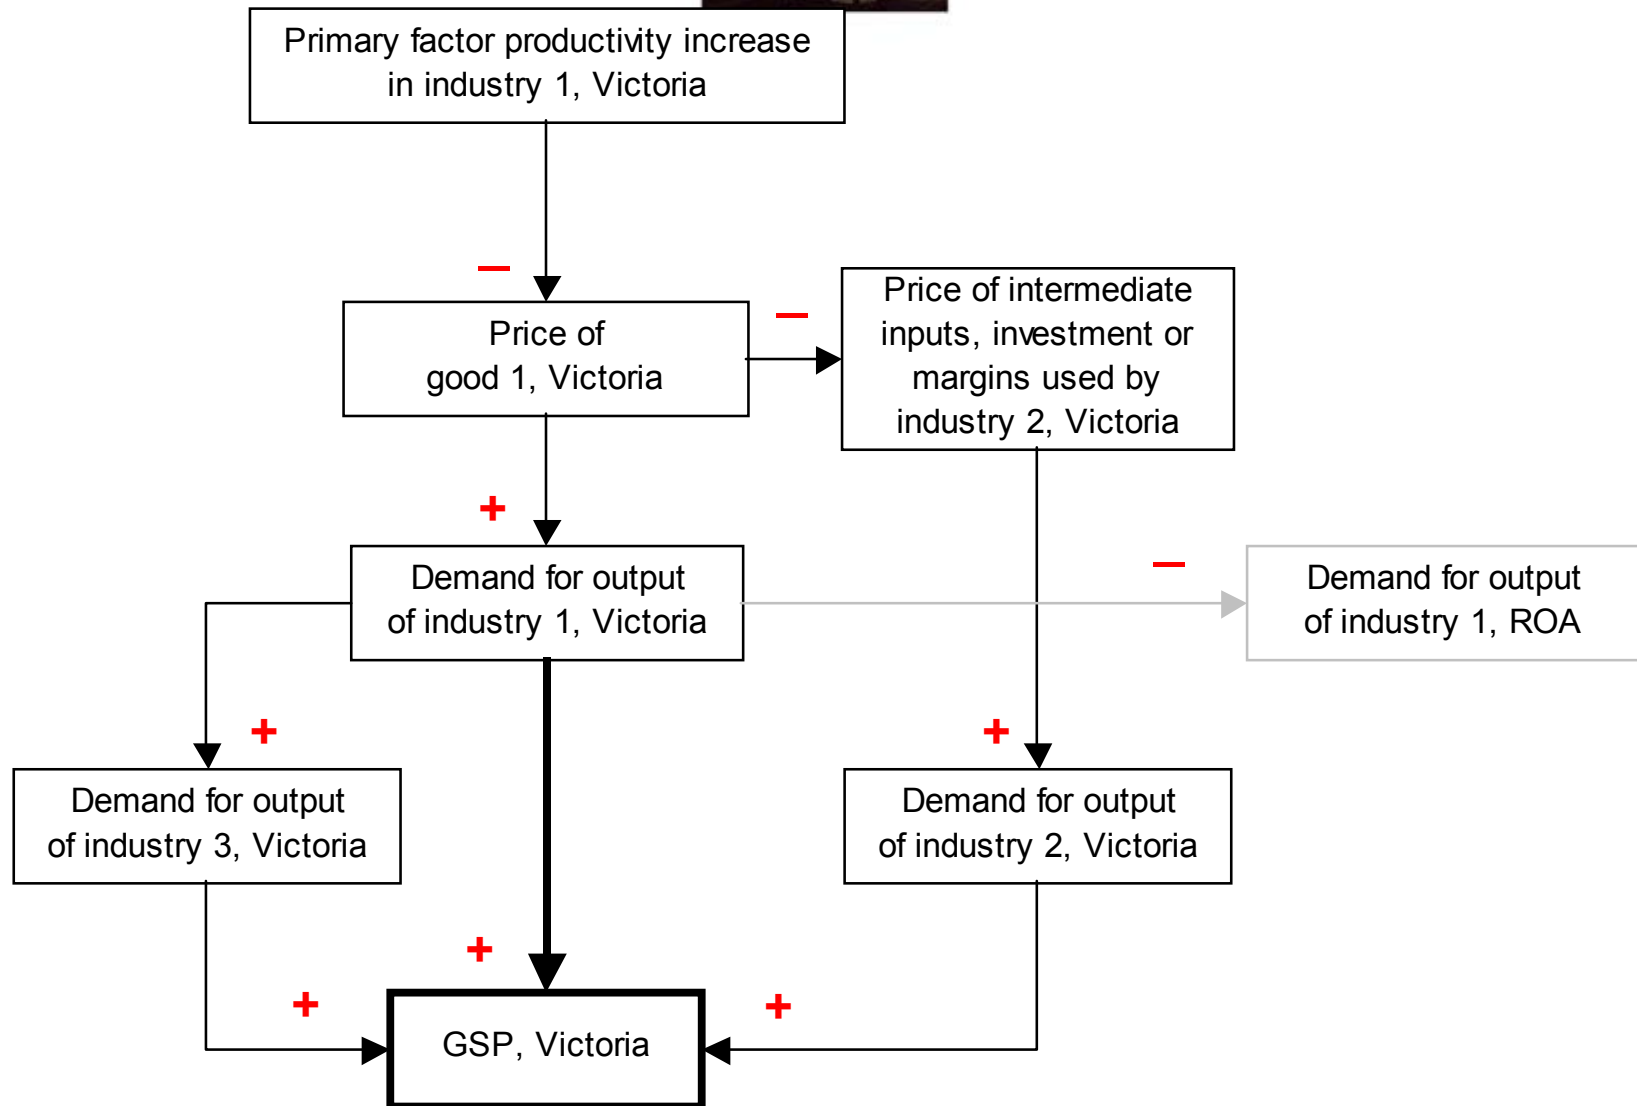 Primary factor productivity increase
in industry 1, Victoria
–
Price of
good 1, Victoria
–
Price of intermediate
inputs, investment or
margins used by
industry 2, Victoria
+
Demand for output
of industry 1, Victoria
–
Demand for output
of industry 1, ROA
+
Demand for output
of industry 3, Victoria
+
Demand for output
of industry 2, Victoria
+
+
+
GSP, Victoria